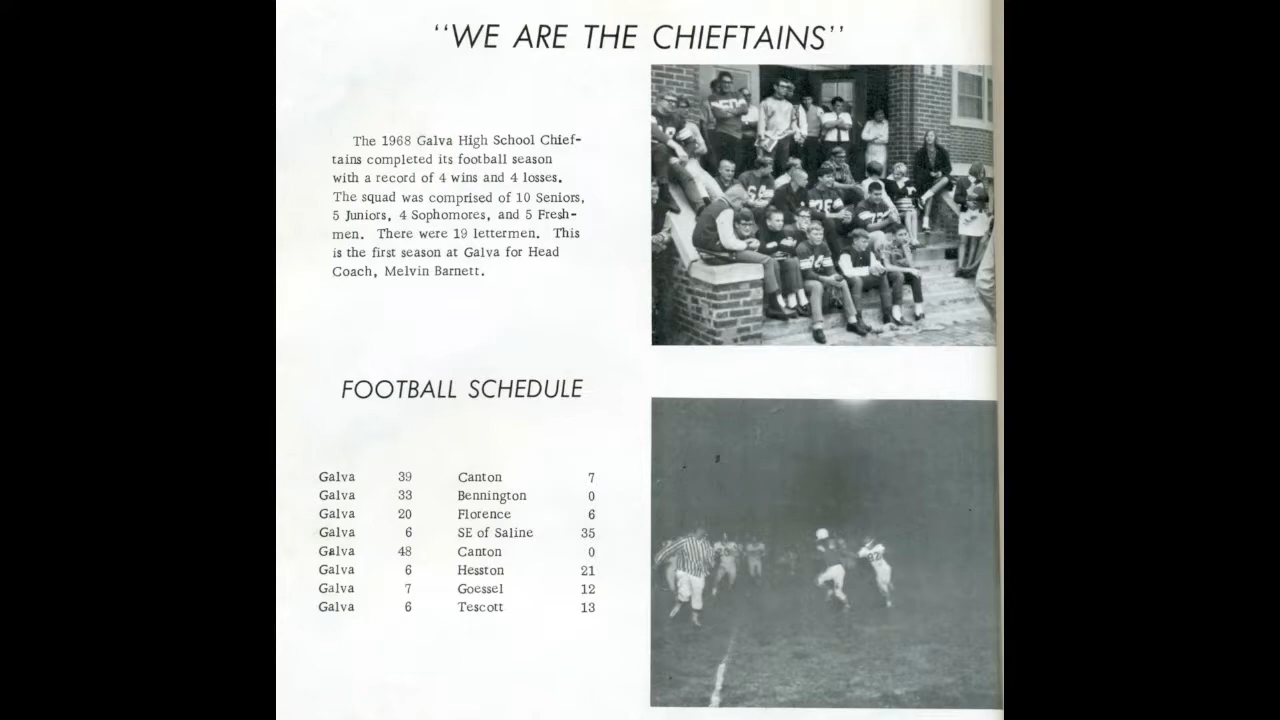 "WE ARE THE CHIEFTAINS"
The 1968 Galva High School Chief-
tains completed its football season
with a record of 4 wins and 4 losses.
The squad was comprised of 10 Seniors,
5 Juniors, 4 Sophomores, and 5 Fresh-
men. There were 19 lettermen. This
is the first season at Galva for Head
Coach, Melvin Barnett.
FOOTBALL SCHEDULE
Galva 39 Canton 7
Galva 33 Bennington 0
Galva 20 Florence 6
Galva 6 SE of Saline 35
Galva 48 Canton 0
Galva 6 Hesston 21
Galva 7 Goessel 12
Galva 6 Tescott 13